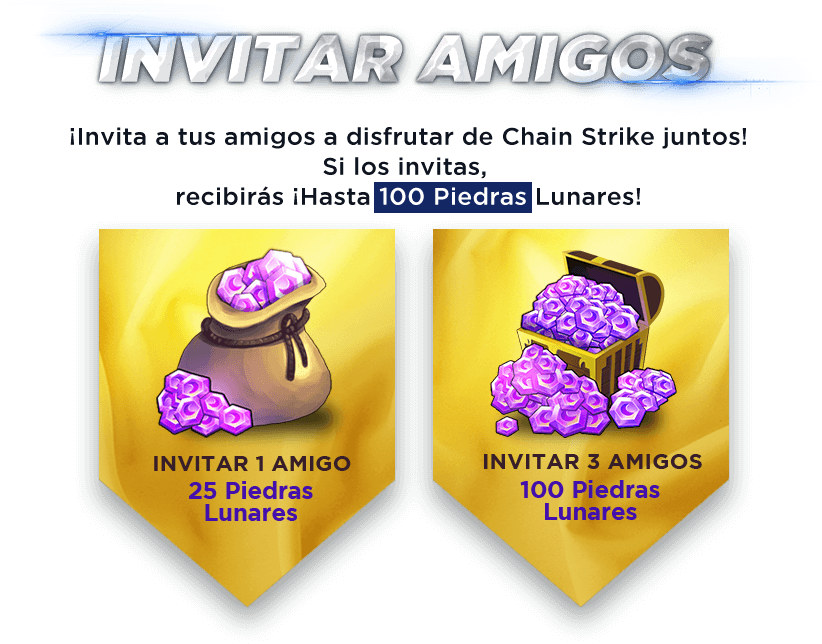 INVITAR AMIGOS
¡Invita a tus amigos a disfrutar de Chain Strike juntos!
Si los invitas,
recibirás ¡Hasta 100 Piedras Lunares!
INVITAR 1 AMIGO
25 Piedras
Lunares
INVITAR 3 AMIGOS
100 Piedras
Lunares